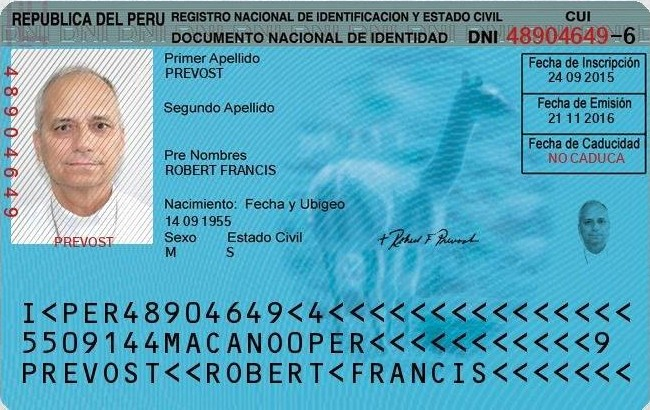 REPUBLICA DEL PERU
REGISTRO NACIONAL DE IDENTIFICACION Y ESTADO CIVIL
CUI
DOCUMENTO NACIONAL DE IDENTIDAD DNI 48904649-6
Primer Apellido
PREVOST
Segundo Apellido
Pre Nombres
ROBERT FRANCIS
Nacimiento: Fecha y Ubigeo
14 09 1955
Sexo Estado Civil
M S
Fecha de Inscripción
24 09 2015
Fecha de Emisión
21 11 2016
Fecha de Caducidad
NO CADUCA
48904649
PREVOST
+ Robert F. Prevost
I<PER48904649<4<<<<<<<<<<<<<<<
5509144MACANOOPER<<<<<<<<<<<9
PREVOST<<ROBERT<FRANCIS<<<<<<<